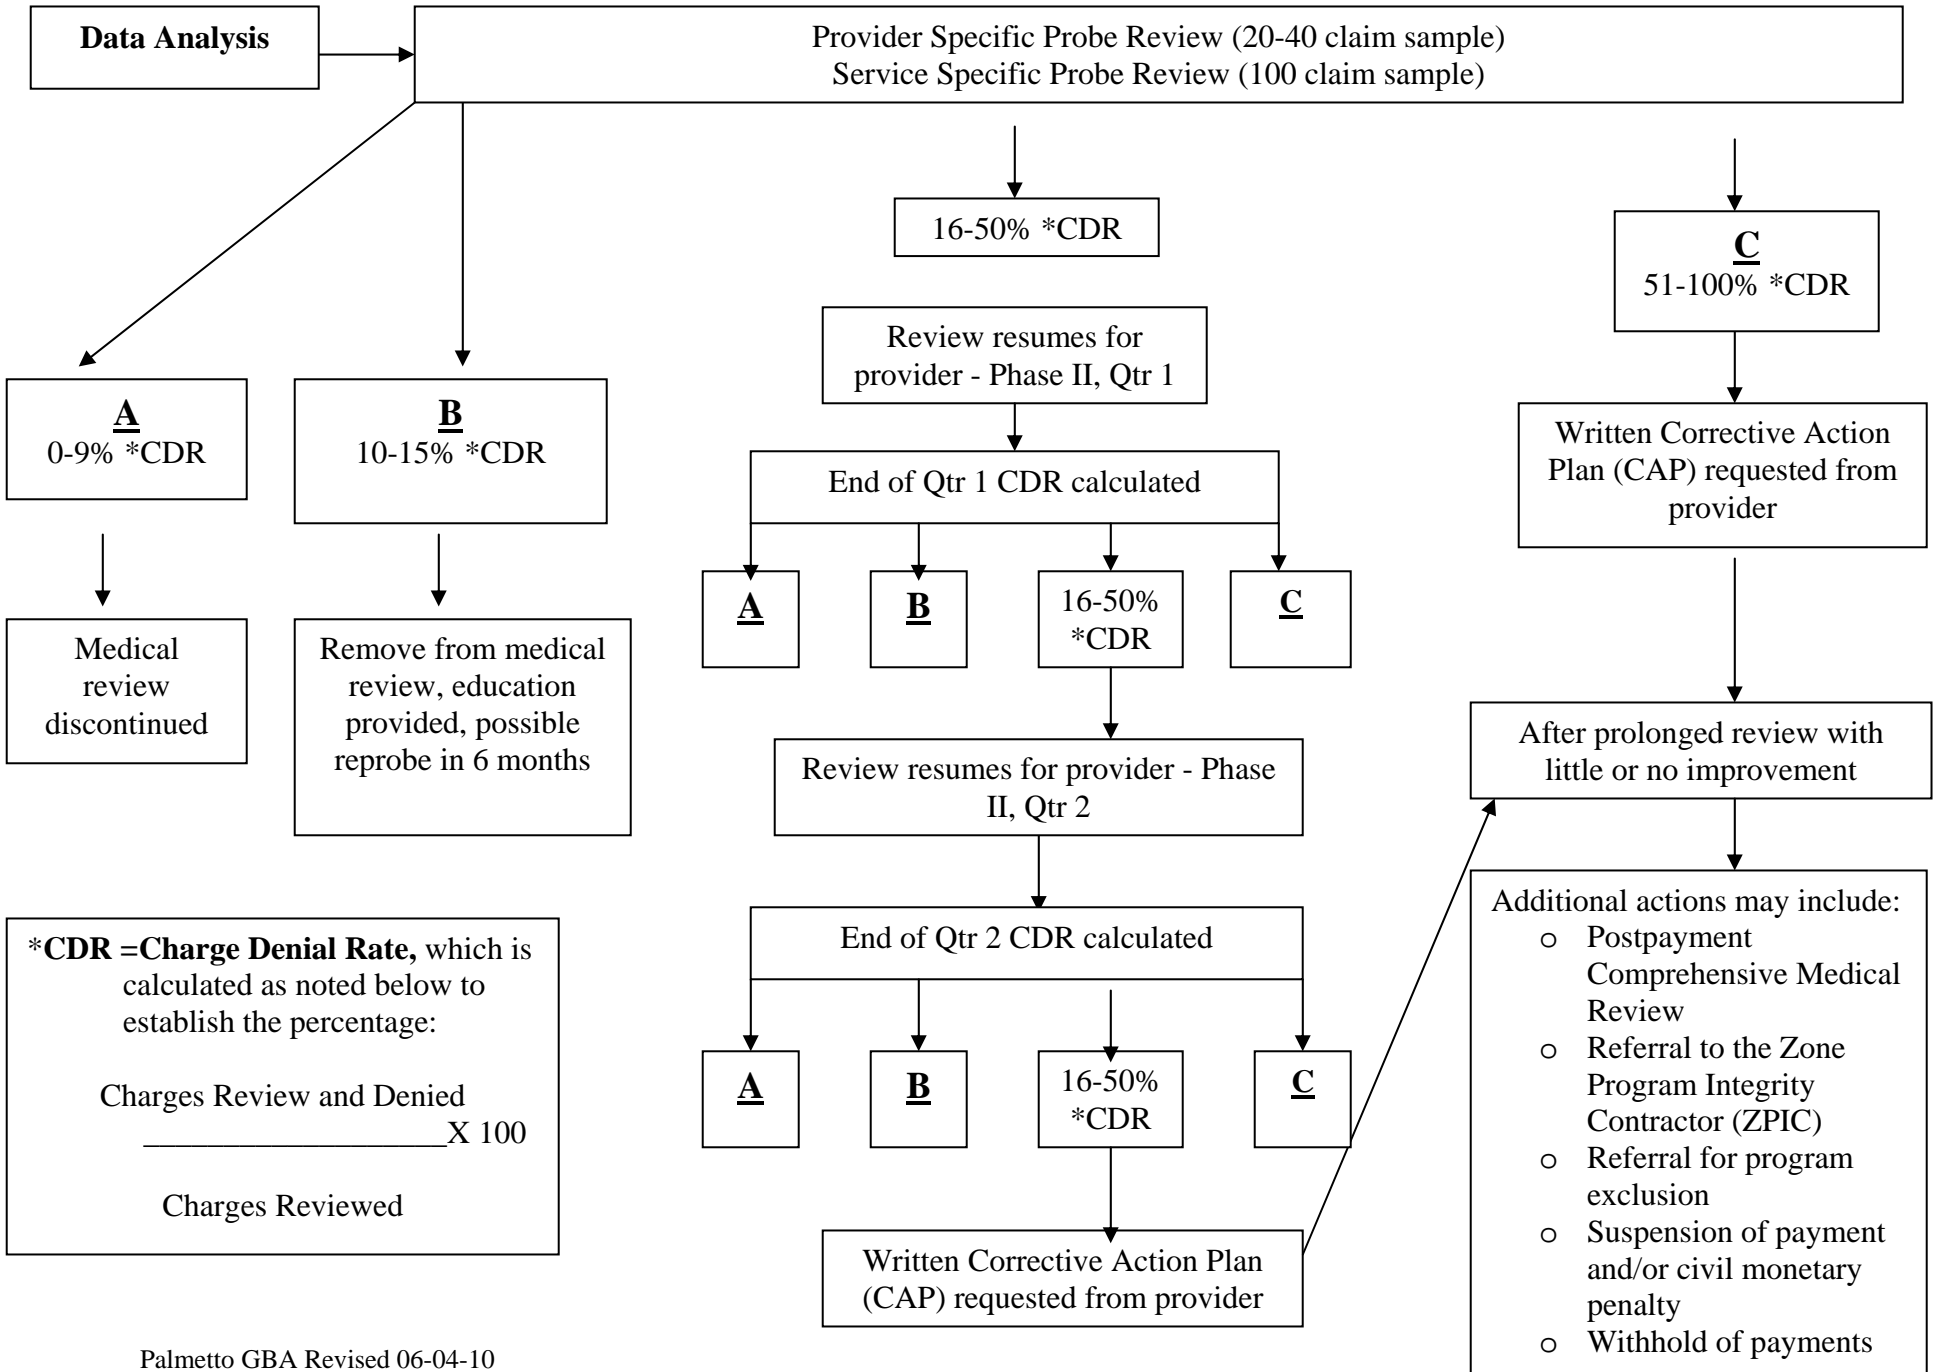 Data Analysis
Provider Specific Probe Review (20-40 claim sample)
Service Specific Probe Review (100 claim sample)
16-50% *CDR
C
51-100% *CDR
Review resumes for
provider - Phase II, Qtr 1
A
0-9% *CDR
B
10-15% *CDR
Written Corrective Action
Plan (CAP) requested from
provider
End of Qtr 1 CDR calculated
A
B
16-50%
*CDR
C
Medical
review
discontinued
Remove from medical
review, education
provided, possible
reprobe in 6 months
After prolonged review with
little or no improvement
Review resumes for provider - Phase
II, Qtr 2
End of Qtr 2 CDR calculated
A
B
16-50%
*CDR
C
Written Corrective Action Plan
(CAP) requested from provider
Additional actions may include:
o Postpayment
Comprehensive Medical
Review
o Referral to the Zone
Program Integrity
Contractor (ZPIC)
o Referral for program
exclusion
o Suspension of payment
and/or civil monetary
penalty
o Withhold of payments
*CDR =Charge Denial Rate, which is
calculated as noted below to
establish the percentage:
Charges Review and Denied
___________________X 100
Charges Reviewed
Palmetto GBA Revised 06-04-10